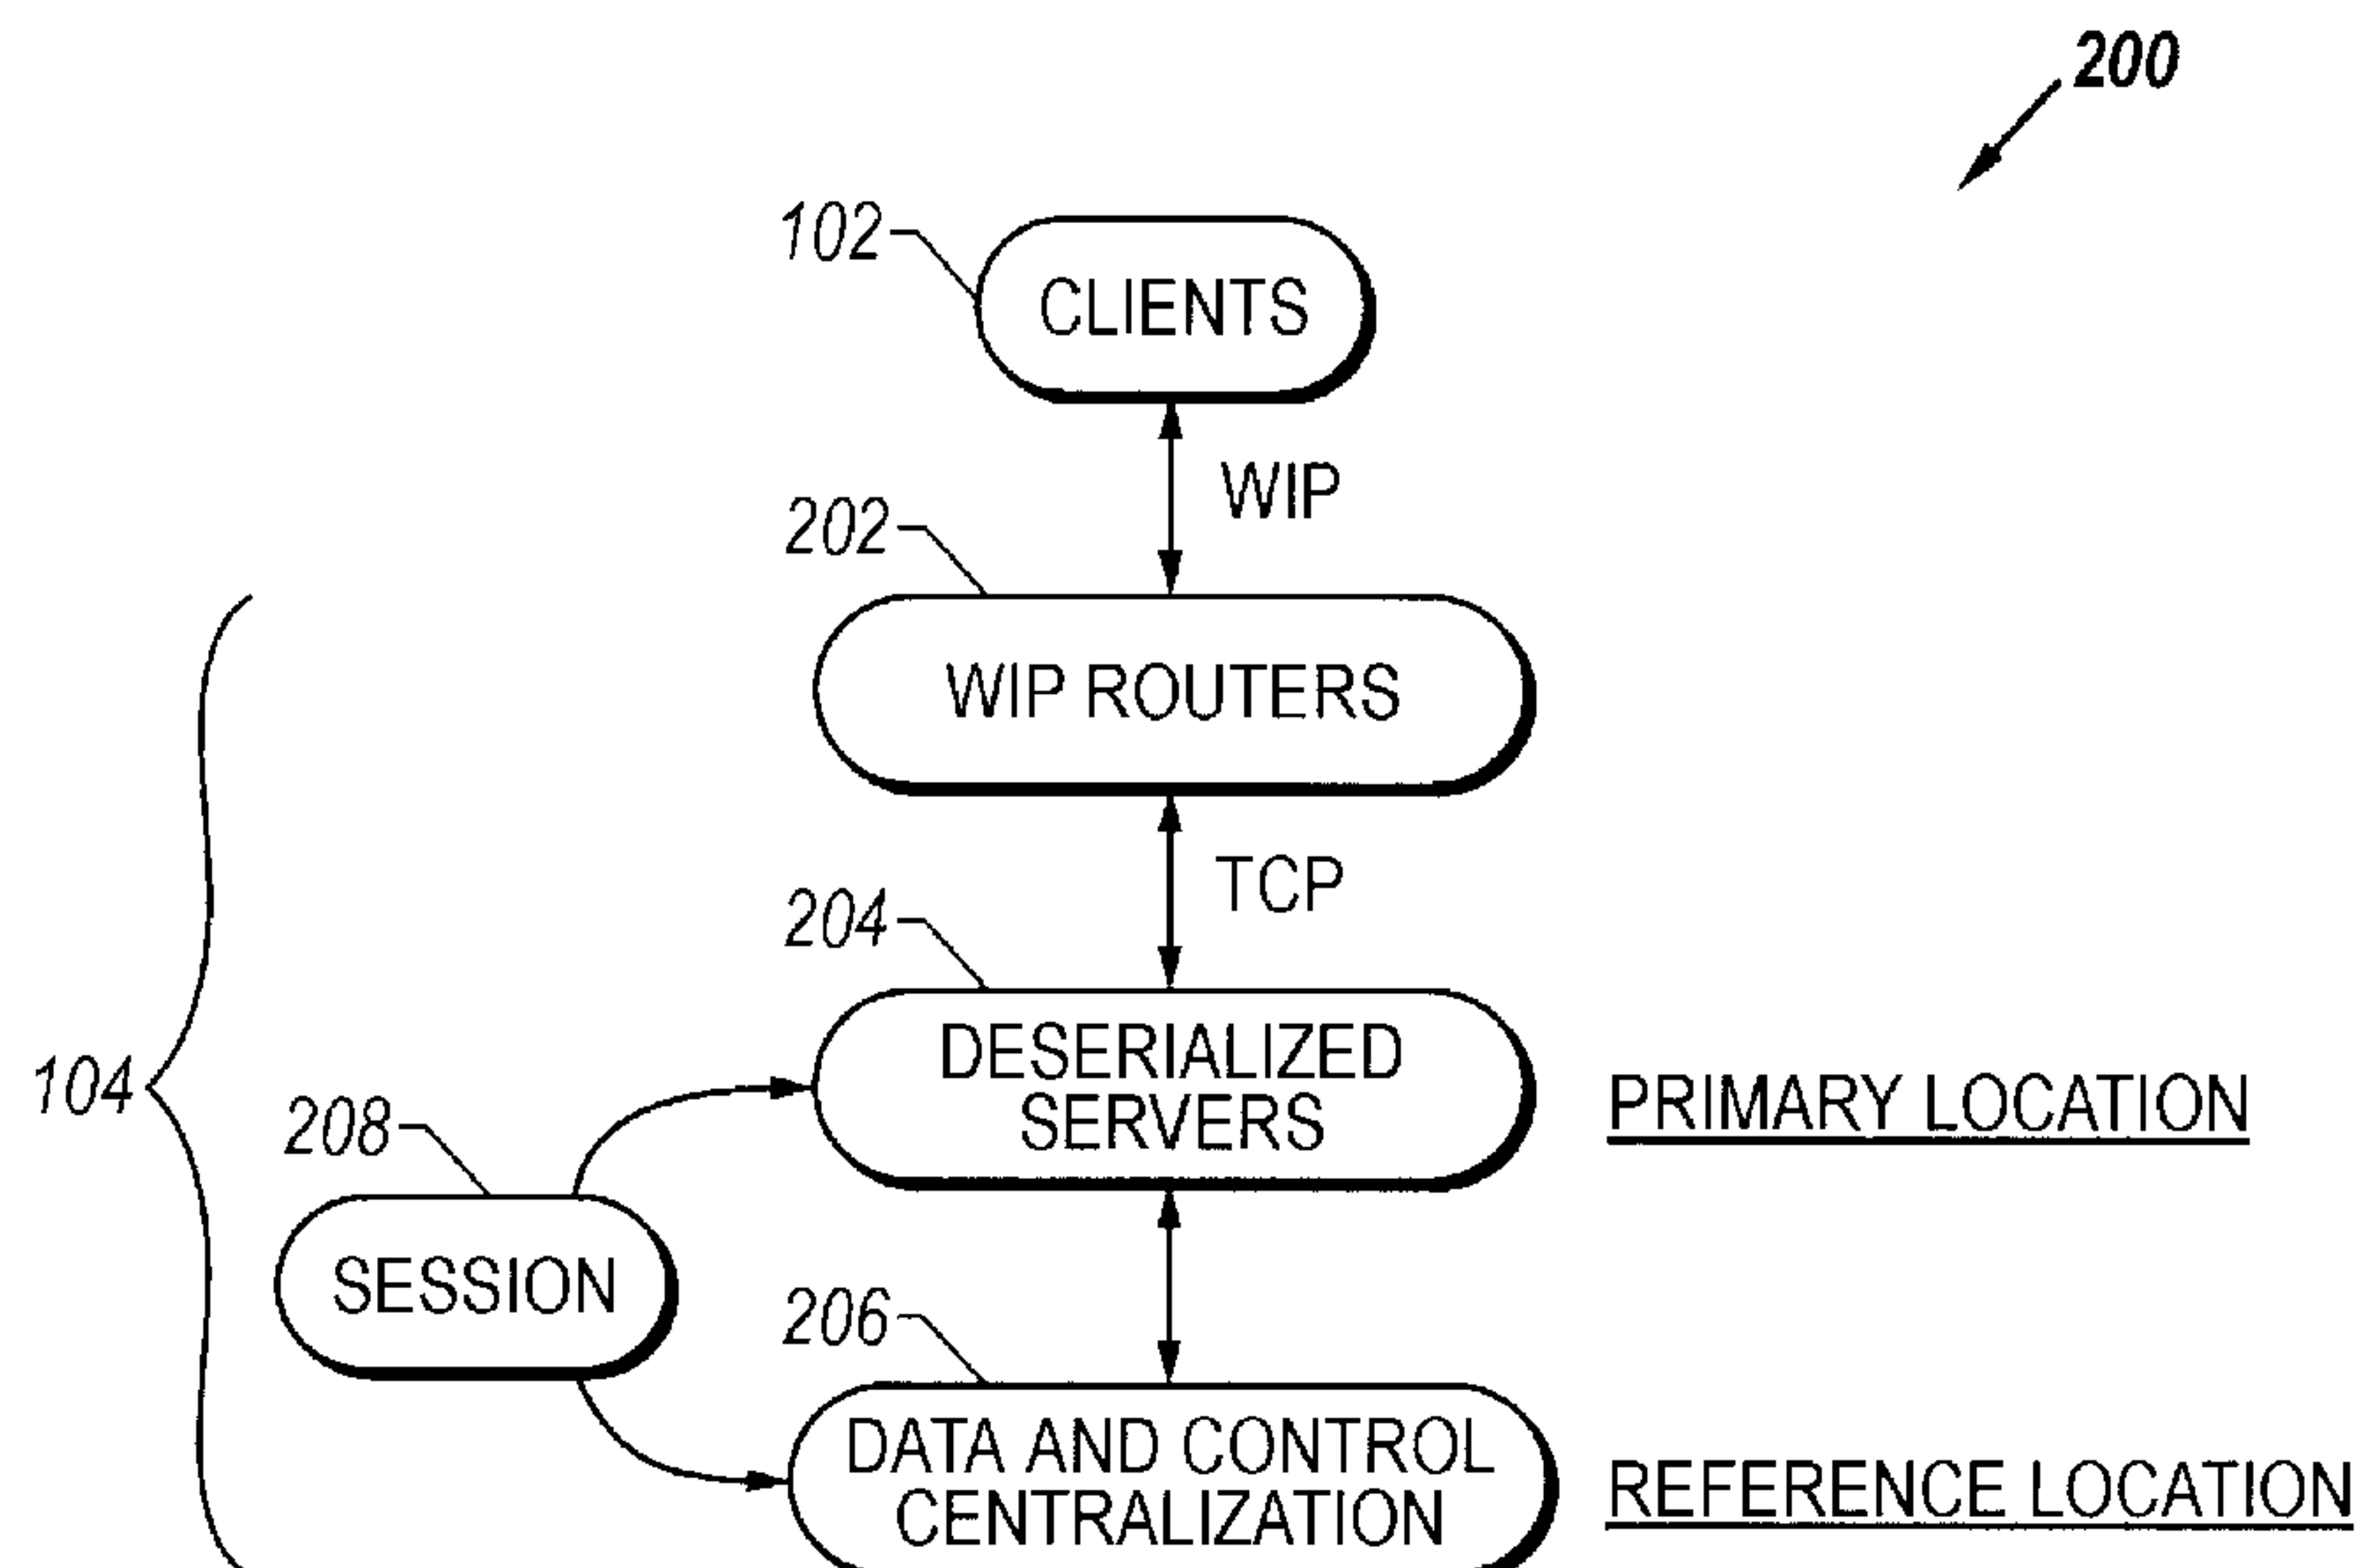 200
102
CLIENTS
WIP
202
WIP ROUTERS
TCP
204
DESERIALIZED
SERVERS
PRIMARY LOCATION
104
208
SESSION
206
DATA AND CONTROL
CENTRALIZATION
REFERENCE LOCATION